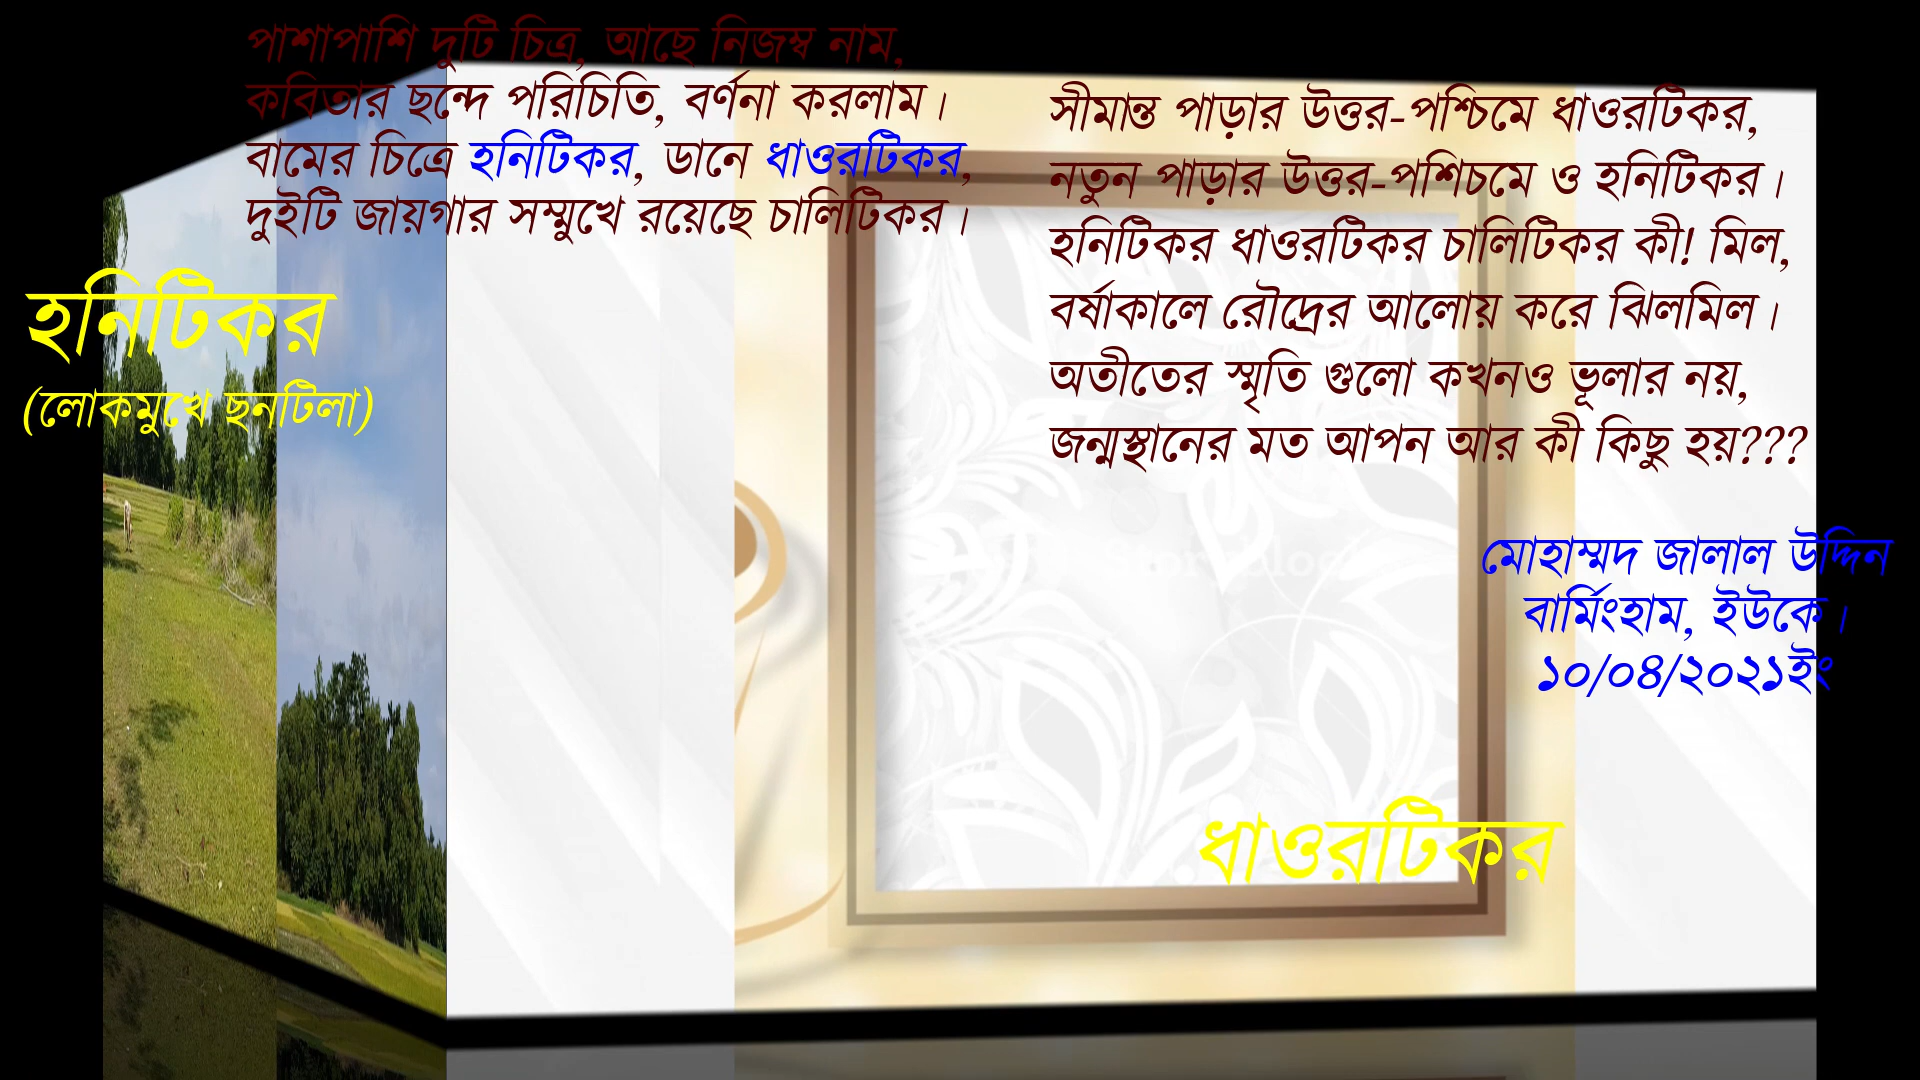 পাশাপাশি দুটি চিত্র, আছে নিজস্ব নাম,
কবিতার ছন্দে পরিচিতি, বর্ণনা করলাম।
বামের চিত্রে হনিটিকর, ডানে ধাওরটিকর,
দুইটি জায়গার সম্মুখে রয়েছে চালিটিকর।
হনিটিকর
(লোকমুখে ছনটিলা)
সীমান্ত পাড়ার উত্তর-পশ্চিমে ধাওরটিকর,
নতুন পাড়ার উত্তর-পশিচমে ও হনিটিকর।
হনিটিকর ধাওরটিকর চালিটিকর কী! মিল,
বর্ষাকালে রৌদ্রের আলোয় করে ঝিলমিল।
অতীতের স্মৃতি গুলো কখনও ভূলার নয়,
জন্মস্থানের মত আপন আর কী কিছু হয়???
মোহাম্মদ জালাল উদ্দিন
বার্মিংহাম, ইউকে।
১০/০৪/২০২১ইং
ধাওরটিকর